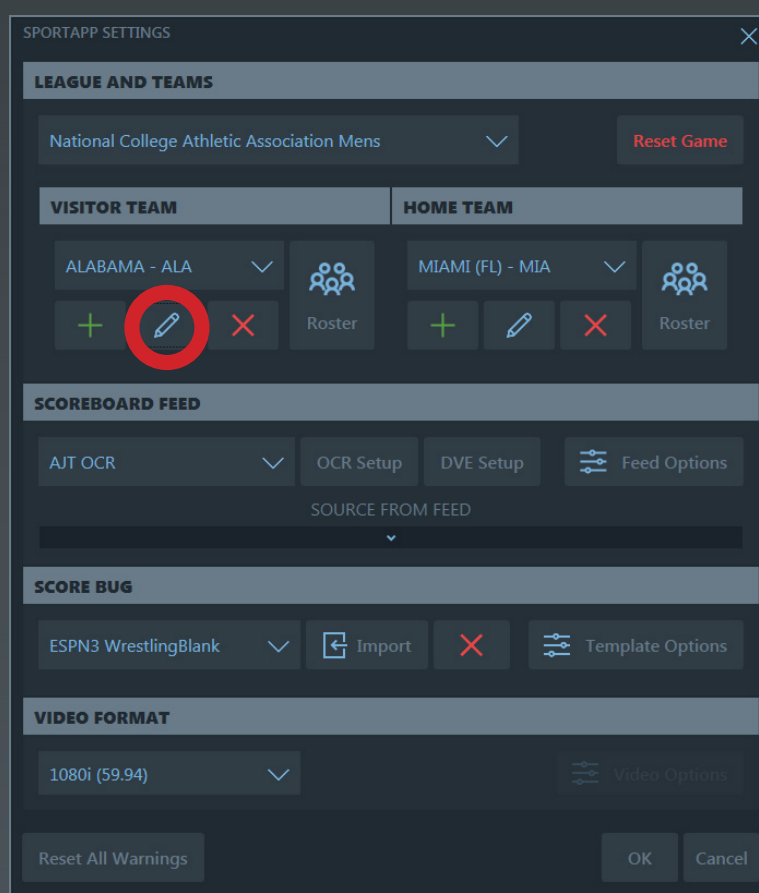 SPORTAPP SETTINGS
LEAGUE AND TEAMS
National College Athletic Association Mens
Reset Game
VISITOR TEAM
HOME TEAM
ALABAMA - ALA
Roster
MIAMI (FL) - MIA
Roster
SCOREBOARD FEED
AJT OCR
OCR Setup
DVE Setup
Feed Options
SOURCE FROM FEED
SCORE BUG
ESPN3 WrestlingBlank
Import
Template Options
VIDEO FORMAT
1080i (59.94)
Video Options
Reset All Warnings
OK
Cancel